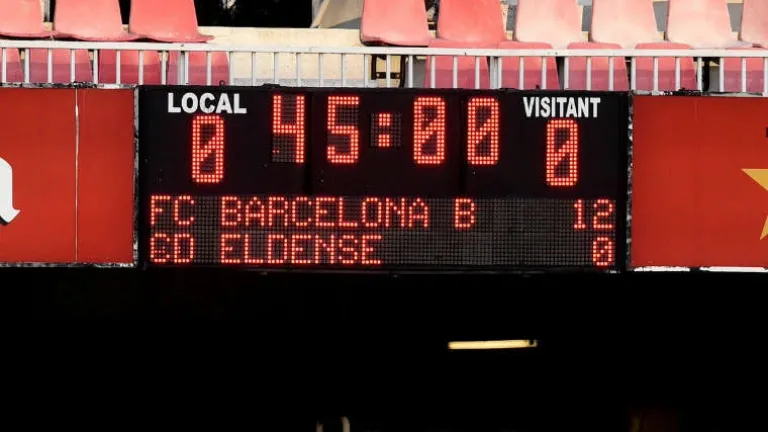 LOCAL 45:00 VISITANT
0 0
FC BARCELONA B 12
CD ELDENSE 0